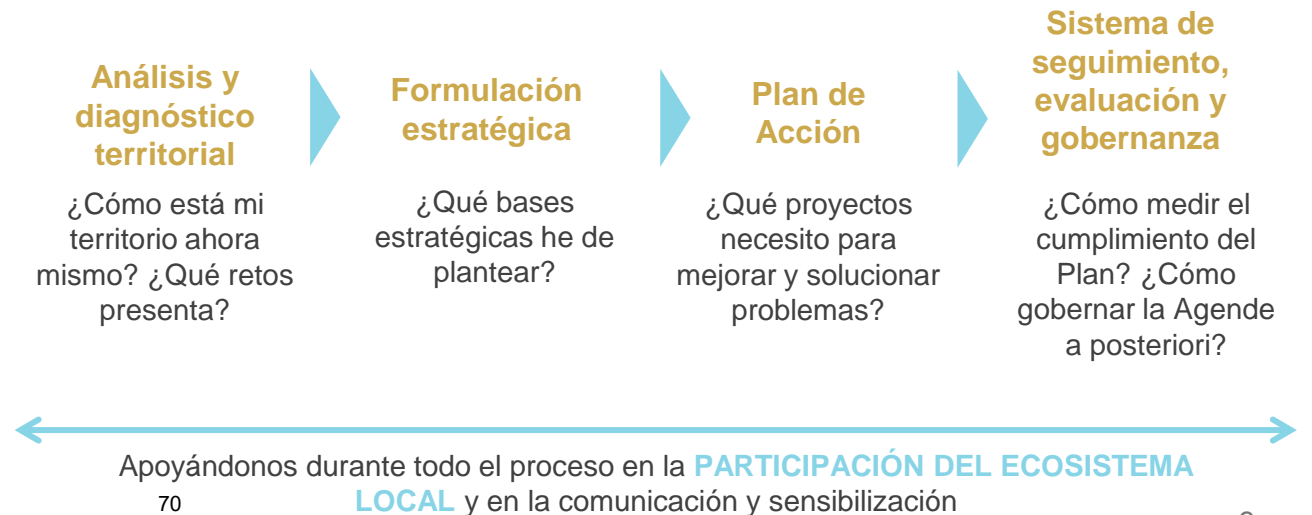 Análisis y
diagnóstico
territorial
¿Cómo está mi
territorio ahora
mismo? ¿Qué retos
presenta?
Formulación
estratégica
¿Qué bases
estratégicas he de
plantear?
Plan de
Acción
¿Qué proyectos
necesito para
mejorar y solucionar
problemas?
Sistema de
seguimiento,
evaluación y
gobernanza
¿Cómo medir el
cumplimiento del
Plan? ¿Cómo
gobernar la Agende
a posteriori?
Apoyándonos durante todo el proceso en la PARTICIPACIÓN DEL ECOSISTEMA
LOCAL y en la comunicación y sensibilización
70